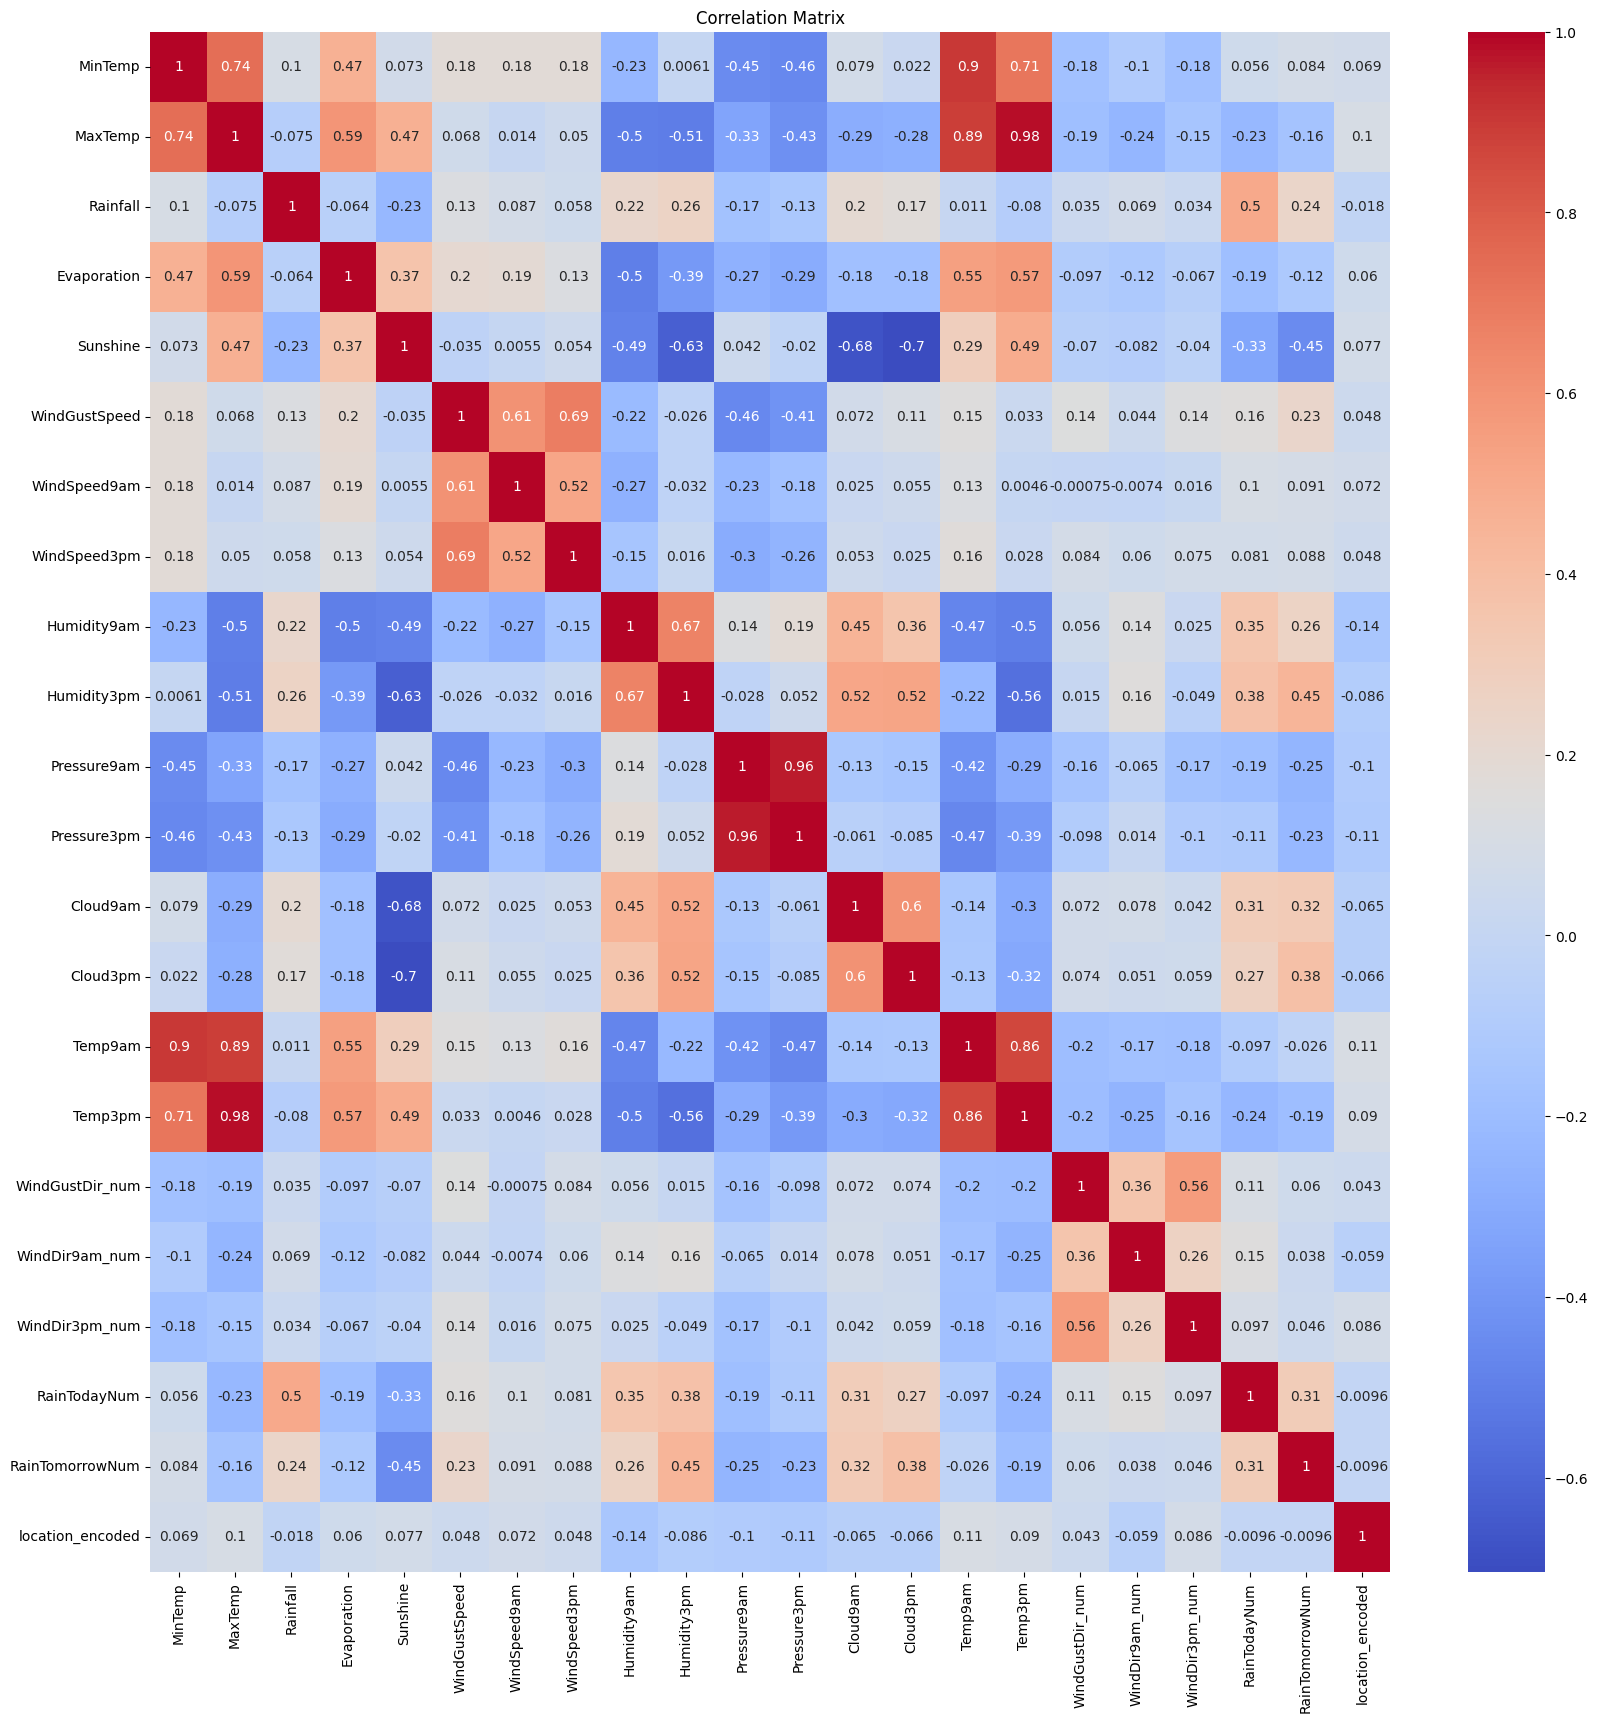 Correlation Matrix
MinTemp 1 0.74 0.1 0.47 0.073 0.18 0.18 0.18 -0.23 0.0061 -0.45 -0.46 0.079 0.022 0.9 0.71 -0.18 -0.1 -0.18 0.056 0.084 0.069
MaxTemp 0.74 1 -0.075 0.59 0.47 0.068 0.014 0.05 -0.5 -0.51 -0.33 -0.43 -0.29 -0.28 0.89 0.98 -0.19 -0.24 -0.15 -0.23 -0.16 0.1
Rainfall 0.1 -0.075 1 -0.064 -0.23 0.13 0.087 0.058 0.22 0.26 -0.17 -0.13 0.2 0.17 0.011 -0.08 0.035 0.069 0.034 0.5 0.24 -0.018
Evaporation 0.47 0.59 -0.064 1 0.37 0.2 0.19 0.13 -0.5 -0.39 -0.27 -0.29 -0.18 -0.18 0.55 0.57 -0.097 -0.12 -0.067 -0.19 -0.12 0.06
Sunshine 0.073 0.47 -0.23 0.37 1 -0.035 0.0055 0.054 -0.49 -0.63 0.042 -0.02 -0.68 -0.7 0.29 0.49 -0.07 -0.082 -0.04 -0.33 -0.45 0.077
WindGustSpeed 0.18 0.068 0.13 0.2 -0.035 1 0.61 0.69 -0.22 -0.026 -0.46 -0.41 0.072 0.11 0.15 0.033 0.14 0.044 0.14 0.16 0.23 0.048
WindSpeed9am 0.18 0.014 0.087 0.19 0.0055 0.61 1 0.52 -0.27 -0.032 -0.23 -0.18 0.025 0.055 0.13 0.0046 -0.00075 -0.0074 0.016 0.1 0.091 0.072
WindSpeed3pm 0.18 0.05 0.058 0.13 0.054 0.69 0.52 1 -0.15 0.016 -0.3 -0.26 0.053 0.025 0.16 0.028 0.084 0.06 0.075 0.081 0.088 0.048
Humidity9am -0.23 -0.5 0.22 -0.5 -0.49 -0.22 -0.27 -0.15 1 0.67 0.14 0.19 0.45 0.36 -0.47 -0.5 0.056 0.14 0.025 0.35 0.26 -0.14
Humidity3pm 0.0061 -0.51 0.26 -0.39 -0.63 -0.026 -0.032 0.016 0.67 1 -0.028 0.052 0.52 0.52 -0.22 -0.56 0.015 0.16 -0.049 0.38 0.45 -0.086
Pressure9am -0.45 -0.33 -0.17 -0.27 0.042 -0.46 -0.23 -0.3 0.14 -0.028 1 0.96 -0.13 -0.15 -0.42 -0.29 -0.16 -0.065 -0.17 -0.19 -0.25 -0.1
Pressure3pm -0.46 -0.43 -0.13 -0.29 -0.02 -0.41 -0.18 -0.26 0.19 0.052 0.96 1 -0.061 -0.085 -0.47 -0.39 -0.098 0.014 -0.1 -0.11 -0.23 -0.11
Cloud9am 0.079 -0.29 0.2 -0.18 -0.68 0.072 0.025 0.053 0.45 0.52 -0.13 -0.061 1 0.6 -0.14 -0.3 0.072 0.078 0.042 0.31 0.32 -0.065
Cloud3pm 0.022 -0.28 0.17 -0.18 -0.7 0.11 0.055 0.025 0.36 0.52 -0.15 -0.085 0.6 1 -0.13 -0.32 0.074 0.051 0.059 0.27 0.38 -0.066
Temp9am 0.9 0.89 0.011 0.55 0.29 0.15 0.13 0.16 -0.47 -0.22 -0.42 -0.47 -0.14 -0.13 1 0.86 -0.2 -0.17 -0.18 -0.097 -0.026 0.11
Temp3pm 0.71 0.98 -0.08 0.57 0.49 0.033 0.0046 0.028 -0.5 -0.56 -0.29 -0.39 -0.3 -0.32 0.86 1 -0.2 -0.25 -0.16 -0.24 -0.19 0.09
WindGustDir_num -0.18 -0.19 0.035 -0.097 -0.07 0.14 -0.00075 0.084 0.056 0.015 -0.16 -0.098 0.072 0.074 -0.2 -0.2 1 0.36 0.56 0.11 0.06 0.043
WindDir9am_num -0.1 -0.24 0.069 -0.12 -0.082 0.044 -0.0074 0.06 0.14 0.16 -0.065 0.014 0.078 0.051 -0.17 -0.25 0.36 1 0.26 0.15 0.038 -0.059
WindDir3pm_num -0.18 -0.15 0.034 -0.067 -0.04 0.14 0.016 0.075 0.025 -0.049 -0.17 -0.1 0.042 0.059 -0.18 -0.16 0.56 0.26 1 0.097 0.046 0.086
RainTodayNum 0.056 -0.23 0.5 -0.19 -0.33 0.16 0.1 0.081 0.35 0.38 -0.19 -0.11 0.31 0.27 -0.097 -0.24 0.11 0.15 0.097 1 0.31 -0.0096
RainTomorrowNum 0.084 -0.16 0.24 -0.12 -0.45 0.23 0.091 0.088 0.26 0.45 -0.25 -0.23 0.32 0.38 -0.026 -0.19 0.06 0.038 0.046 0.31 1 -0.0096
location_encoded 0.069 0.1 -0.018 0.06 0.077 0.048 0.072 0.048 -0.14 -0.086 -0.1 -0.11 -0.065 -0.066 0.11 0.09 0.043 -0.059 0.086 -0.0096 -0.0096 1
MinTemp
MaxTemp
Rainfall
Evaporation
Sunshine
WindGustSpeed
WindSpeed9am
WindSpeed3pm
Humidity9am
Humidity3pm
Pressure9am
Pressure3pm
Cloud9am
Cloud3pm
Temp9am
Temp3pm
WindGustDir_num
WindDir9am_num
WindDir3pm_num
RainTodayNum
RainTomorrowNum
location_encoded
1.0
0.8
0.6
0.4
0.2
0.0
−0.2
−0.4
−0.6